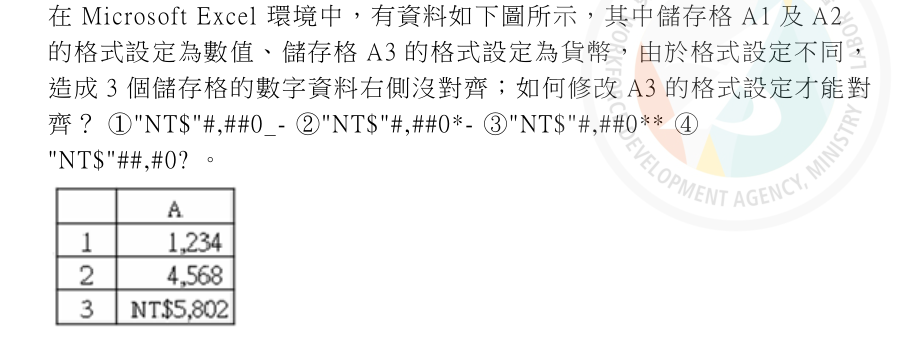 在 Microsoft Excel 環境中，有資料如下圖所示，其中儲存格 A1 及 A2
的格式設定為數值、儲存格 A3 的格式設定為貨幣，由於格式設定不同，
造成 3 個儲存格的數字資料右側沒對齊；如何修改 A3 的格式設定才能對
齊？ ①"NT$"#,##0_- ②"NT$"#,##0*- ③"NT$"#,##0** ④
"NT$"##,#0? 。
A
1 1,234
2 4,568
3 NT$5,802
DEVELOPMENT AGENCY, MINISTRY